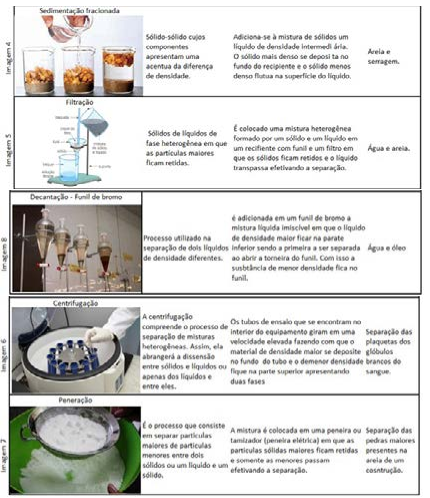 Sedimentação fracionada
Imagem 4
Sólido-sólido cujos
componentes
apresentam uma
acentua da diferença
de densidade.
Adiciona-se à mistura de sólidos um
líquido de densidade intermedi ária.
O sólido mais denso se deposi ta no
fundo do recipiente e o sólido menos
denso flutua na superfície do líquido.
Areia e
serragem.
Filtração
Imagem 5
Sólidos de líquidos de
fase heterogênea em que
as partículas maiores
ficam retidas.
É colocado uma mistura heterogênea
formado por um sólido e um líquido em
um recipiente com funil e um filtro em
que os sólidos ficam retidos e o líquido
transpassa efetivando a separação.
Água e areia.
Decantação - Funil de bromo
Imagem 8
Processo utilizado na
separação de dois líquidos
de densidade diferentes.
é adicionada em um funil de bromo a
mistura líquida imiscível em que o líquido
de densidade maior ficar na parate
inferior sendo a primeira a ser separada
ao abrir a torneira do funil. Com isso a
susbtância de menor densidade fica no
funil.
Água e óleo
Centrifugação
Imagem 6
A centrifugação
compreende o processo de
separação de misturas
heterogêneas. Assim, ela
abrangerá a dissensão
entre sólidos e líquidos ou
apenas dos líquidos e
entre eles.
Os tubos de ensaio que se encontram no
interior do equipamento giram em uma
velocidade elevada fazendo com que o
material de densidade maior se deposite
no fundo do tubo e o demenor densidade
fique na parte superior apresentando
duas fases
Separação das
plaquetas dos
glóbulos
brancos do
sangue.
Peneração
Imagem 7
É o processo que consiste
em separar partículas
maiores de partículas
menores entre dois
sólidos ou um líquido e um
sólido.
A mistura é colocada em uma peneira ou
tamizador (peneira elétrica) em que as
partículas sólidas maiores ficam retidas
e somente as menores passam
efetivando a separação.
Separação das
pedras maiores
presentes na
areia de um
construção.